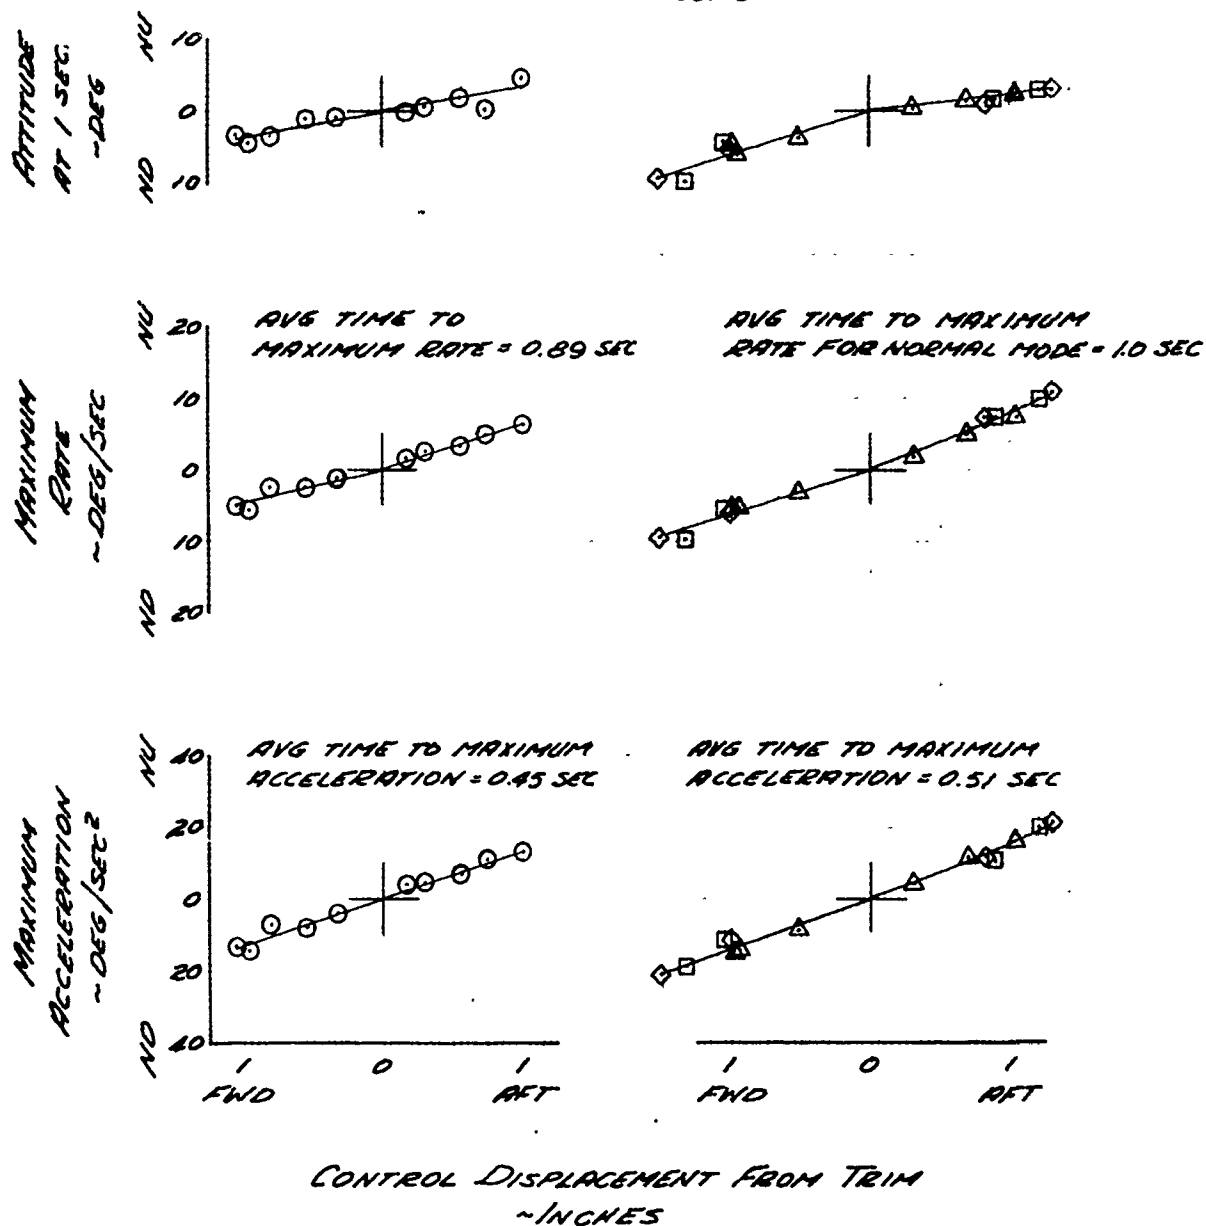 ATTITUDE
AT 1 SEC.
~DEG
NU
ND
10
0
10
MAXIMUM
RATE
~DEG/SEC
NU
ND
20
10
0
10
20
AVG TIME TO
MAXIMUM RATE = 0.89 SEC
AVG TIME TO MAXIMUM
RATE FOR NORMAL MODE = 1.0 SEC
MAXIMUM
ACCELERATION
~DEG/SEC²
NU
ND
40
20
0
20
40
AVG TIME TO MAXIMUM
ACCELERATION = 0.45 SEC
AVG TIME TO MAXIMUM
ACCELERATION = 0.51 SEC
1 0 1
FWD AFT
1 0 1
FWD AFT
CONTROL DISPLACEMENT FROM TRIM
~INCHES